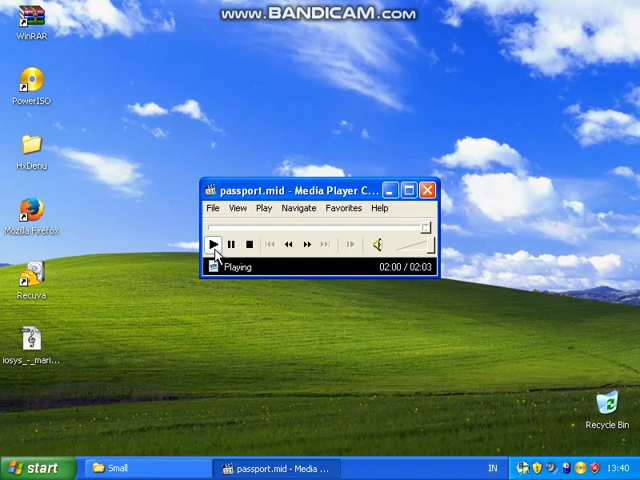 www.BANDICAM.com
WinRAR
PowerISO
HxDenu
Mozilla Firefox
Recuva
iosys_-_mari...
passport.mid - Media Player C...
File View Play Navigate Favorites Help
Playing 02:00 / 02:03
Recycle Bin
start Small passport.mid - Media ... IN 13:40